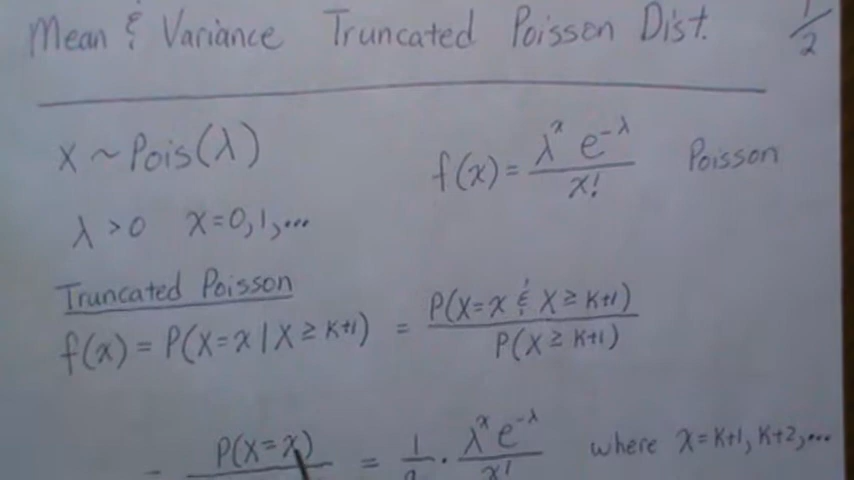 Mean & Variance Truncated Poisson Dist. 1/2
X ~ Pois(λ) f(x) = λ^x e^-λ / x! Poisson
λ > 0 x = 0, 1, ...
Truncated Poisson
f(x) = P(X = x | X ≥ K+1) = P(X = x & X ≥ K+1) / P(X ≥ K+1)
= P(X = x) = 1 · λ^x e^-λ / x! where x = K+1, K+2, ...